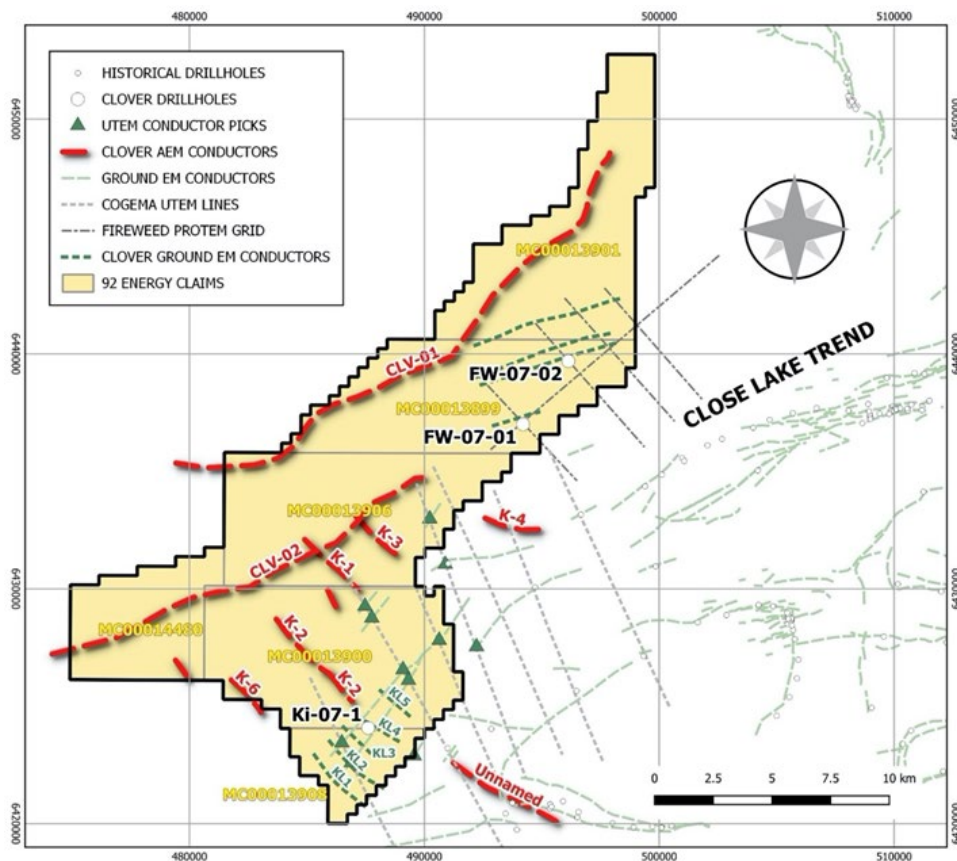 480000
490000
500000
510000
6450000
6450000
HISTORICAL DRILLHOLES
CLOVER DRILLHOLES
UTEM CONDUCTOR PICKS
CLOVER AEM CONDUCTORS
GROUND EM CONDUCTORS
COGEMA UTEM LINES
FIREWEED PROTEM GRID
CLOVER GROUND EM CONDUCTORS
92 ENERGY CLAIMS
MC00013901
6440000
6440000
CLV-01
FW-07-02
CLOSE LAKE TREND
MC00013899
FW-07-01
MC00013906
K-4
K-3
CLV-02
K-1
6430000
6430000
MC00014480
K-2
MC00013900
K-2
K-6
KL5
Ki-07-1
KL4
KL3
KL2
KL1
Unnamed
MC00013908
0
2.5
5
7.5
10 km
6420000
6420000
480000
490000
500000
510000